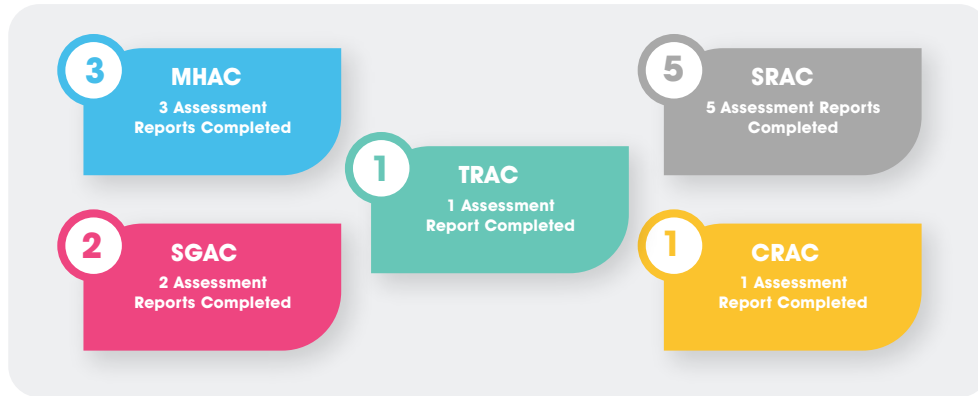 3
MHAC
3 Assessment
Reports Completed
2
SGAC
2 Assessment
Reports Completed
1
TRAC
1 Assessment
Report Completed
5
SRAC
5 Assessment Reports
Completed
1
CRAC
1 Assessment
Report Completed